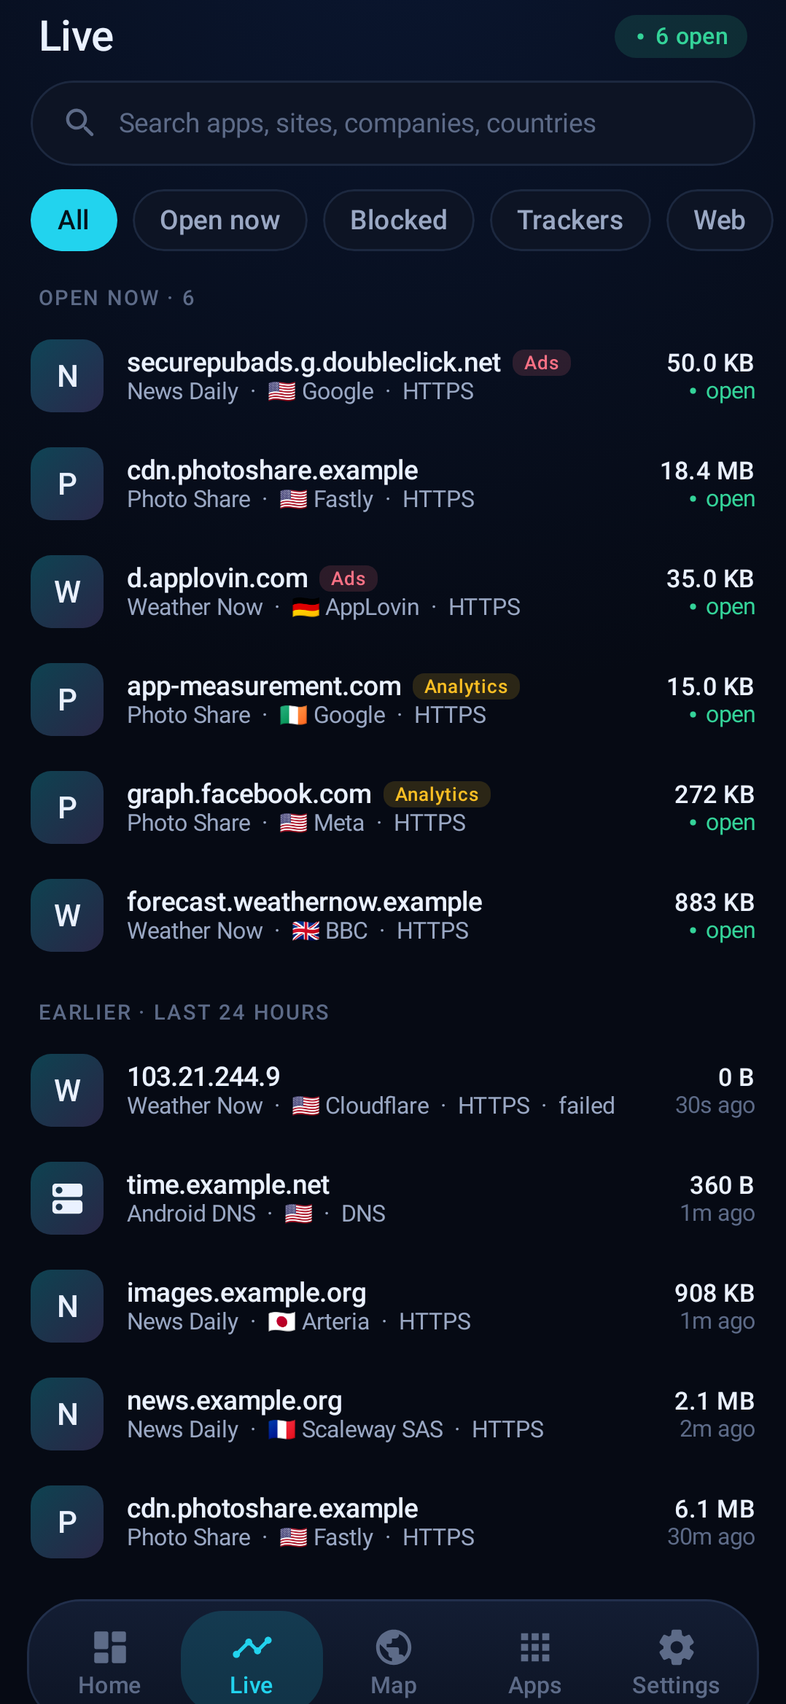 Live
• 6 open
Search apps, sites, companies, countries
All
Open now
Blocked
Trackers
Web
OPEN NOW · 6
N
securepubads.g.doubleclick.net Ads 50.0 KB
News Daily · 🇺🇸 Google · HTTPS • open
P
cdn.photoshare.example 18.4 MB
Photo Share · 🇺🇸 Fastly · HTTPS • open
W
d.applovin.com Ads 35.0 KB
Weather Now · 🇩🇪 AppLovin · HTTPS • open
P
app-measurement.com Analytics 15.0 KB
Photo Share · 🇮🇪 Google · HTTPS • open
P
graph.facebook.com Analytics 272 KB
Photo Share · 🇺🇸 Meta · HTTPS • open
W
forecast.weathernow.example 883 KB
Weather Now · 🇬🇧 BBC · HTTPS • open
EARLIER · LAST 24 HOURS
W
103.21.244.9 0 B
Weather Now · 🇺🇸 Cloudflare · HTTPS · failed 30s ago
time.example.net 360 B
Android DNS · 🇺🇸 · DNS 1m ago
N
images.example.org 908 KB
News Daily · 🇯🇵 Arteria · HTTPS 1m ago
N
news.example.org 2.1 MB
News Daily · 🇫🇷 Scaleway SAS · HTTPS 2m ago
P
cdn.photoshare.example 6.1 MB
Photo Share · 🇺🇸 Fastly · HTTPS 30m ago
Home
Live
Map
Apps
Settings